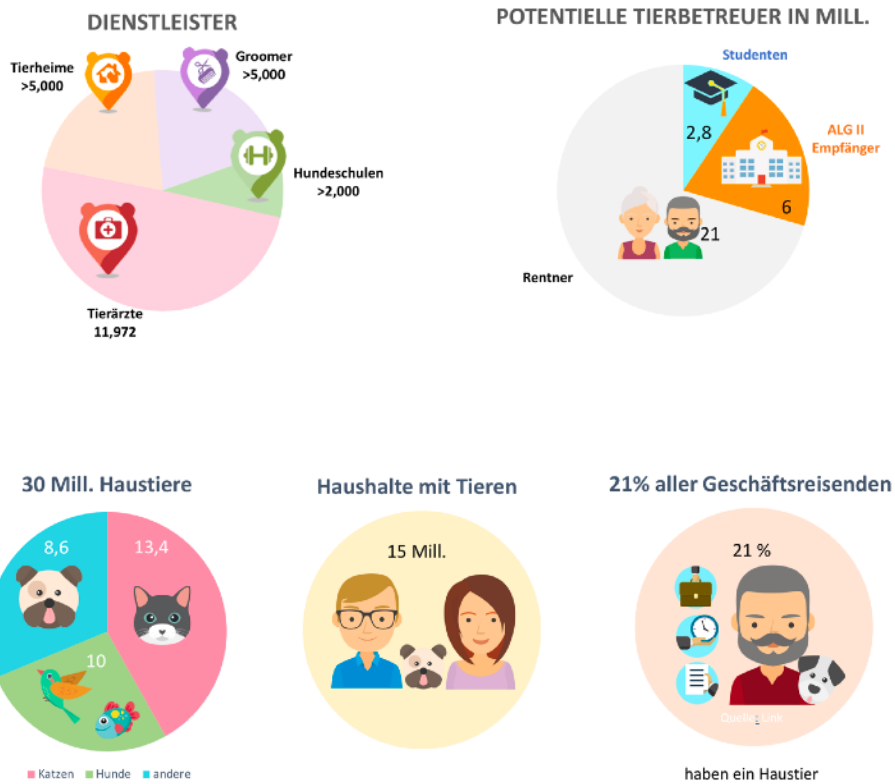 DIENSTLEISTER
Tierheime
>5,000
Groomer
>5,000
Hundeschulen
>2,000
Tierärzte
11,972
POTENTIELLE TIERBETREUER IN MILL.
Studenten
2,8
ALG II
Empfänger
6
21
Rentner
30 Mill. Haustiere
8,6
13,4
10
Katzen Hunde andere
Haushalte mit Tieren
15 Mill.
21% aller Geschäftsreisenden
21 %
Quelle: Link
haben ein Haustier